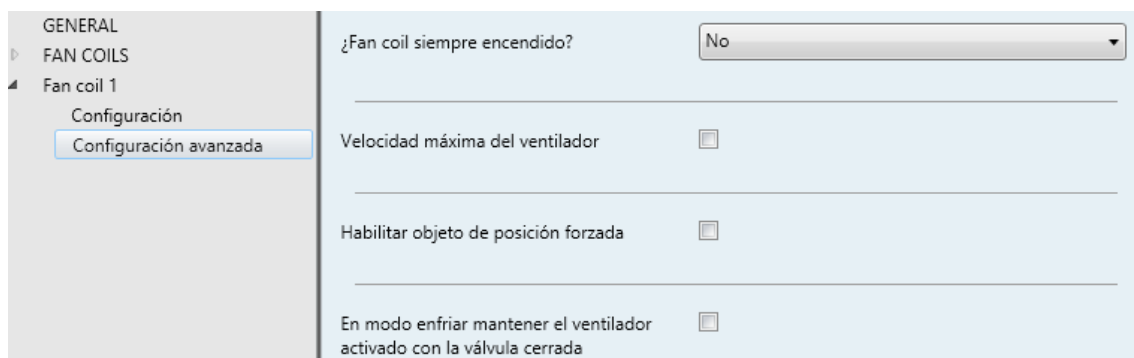 GENERAL
FAN COILS
Fan coil 1
Configuración
Configuración avanzada
¿Fan coil siempre encendido?
No
Velocidad máxima del ventilador
Habilitar objeto de posición forzada
En modo enfriar mantener el ventilador
activado con la válvula cerrada